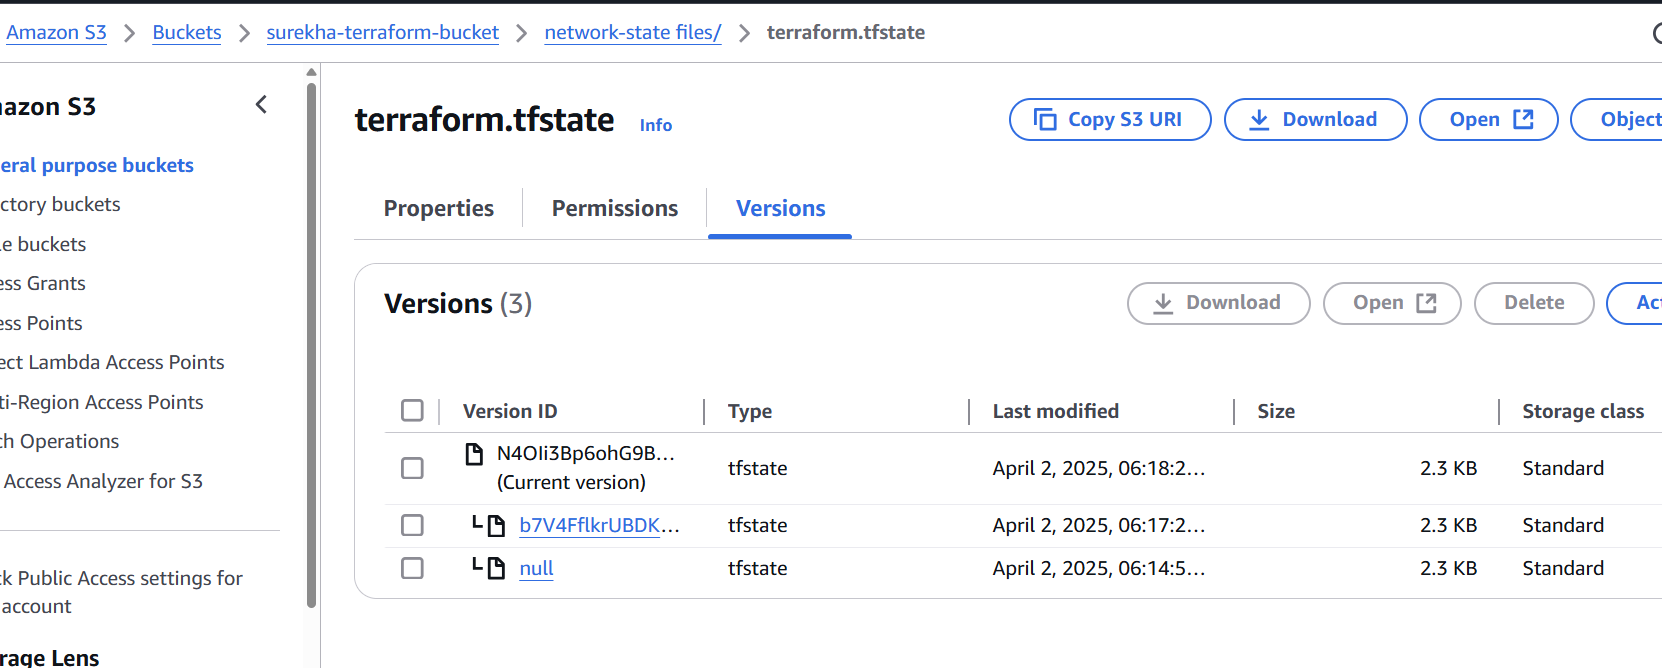 Amazon S3 > Buckets > surekha-terraform-bucket > network-state files/ > terraform.tfstate
azon S3
eral purpose buckets
ctory buckets
le buckets
ess Grants
ess Points
ect Lambda Access Points
ti-Region Access Points
ch Operations
Access Analyzer for S3
ck Public Access settings for
account
rage Lens
terraform.tfstate Info
Copy S3 URI Download Open Object
Properties Permissions Versions
Versions (3)
Download Open Delete Act
Version ID Type Last modified Size Storage class
N4OIi3Bp6ohG9B...
(Current version) tfstate April 2, 2025, 06:18:2... 2.3 KB Standard
b7V4FflkrUBDK... tfstate April 2, 2025, 06:17:2... 2.3 KB Standard
null tfstate April 2, 2025, 06:14:5... 2.3 KB Standard